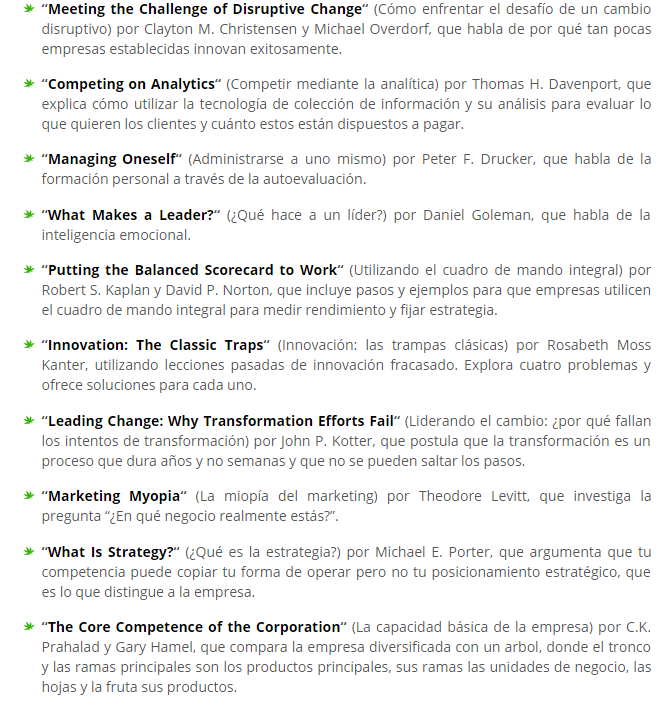 “Meeting the Challenge of Disruptive Change“ (Cómo enfrentar el desafío de un cambio
disruptivo) por Clayton M. Christensen y Michael Overdorf, que habla de por qué tan pocas
empresas establecidas innovan exitosamente.
“Competing on Analytics“ (Competir mediante la analítica) por Thomas H. Davenport, que
explica cómo utilizar la tecnología de colección de información y su análisis para evaluar lo
que quieren los clientes y cuánto estos están dispuestos a pagar.
“Managing Oneself“ (Administrarse a uno mismo) por Peter F. Drucker, que habla de la
formación personal a través de la autoevaluación.
“What Makes a Leader?“ (¿Qué hace a un líder?) por Daniel Goleman, que habla de la
inteligencia emocional.
“Putting the Balanced Scorecard to Work“ (Utilizando el cuadro de mando integral) por
Robert S. Kaplan y David P. Norton, que incluye pasos y ejemplos para que empresas utilicen
el cuadro de mando integral para medir rendimiento y fijar estrategia.
“Innovation: The Classic Traps“ (Innovación: las trampas clásicas) por Rosabeth Moss
Kanter, utilizando lecciones pasadas de innovación fracasado. Explora cuatro problemas y
ofrece soluciones para cada uno.
“Leading Change: Why Transformation Efforts Fail“ (Liderando el cambio: ¿por qué fallan
los intentos de transformación) por John P. Kotter, que postula que la transformación es un
proceso que dura años y no semanas y que no se pueden saltar los pasos.
“Marketing Myopia“ (La miopía del marketing) por Theodore Levitt, que investiga la
pregunta “¿En qué negocio realmente estás?”.
“What Is Strategy?“ (¿Qué es la estrategia?) por Michael E. Porter, que argumenta que tu
competencia puede copiar tu forma de operar pero no tu posicionamiento estratégico, que
es lo que distingue a la empresa.
“The Core Competence of the Corporation“ (La capacidad básica de la empresa) por C.K.
Prahalad y Gary Hamel, que compara la empresa diversificada con un arbol, donde el tronco
y las ramas principales son los productos principales, sus ramas las unidades de negocio, las
hojas y la fruta sus productos.